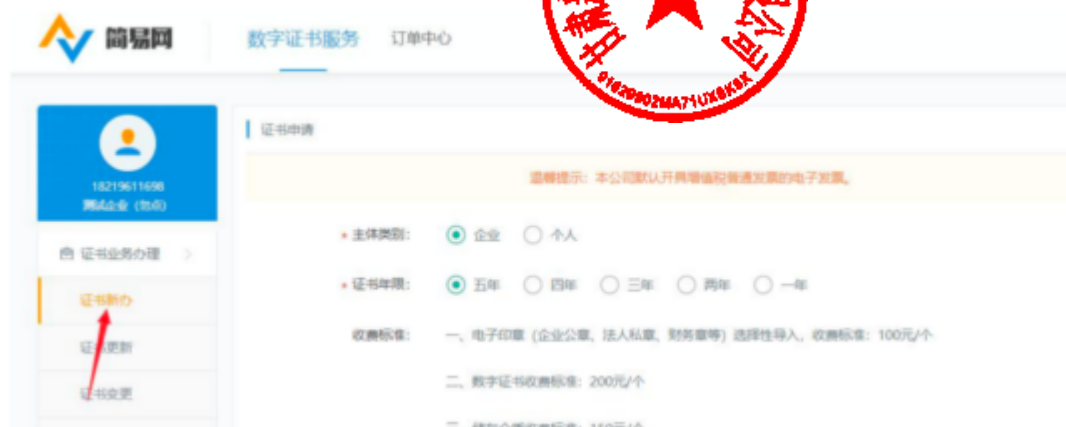 简易网
数字证书服务 订单中心
91620902MA71UX6K8X
证书申请
18219611698
测试企业(勿点)
温馨提示：本公司默认开具增值税普通发票的电子发票。
* 主体类别： 企业 个人
证书业务办理 >
* 证书年限： 五年 四年 三年 两年 一年
证书新办
收费标准： 一、电子印章 (企业公章、法人私章、财务章等) 选择性导入，收费标准：100元/个
证书更新
二、数字证书收费标准：200元/个
证书变更